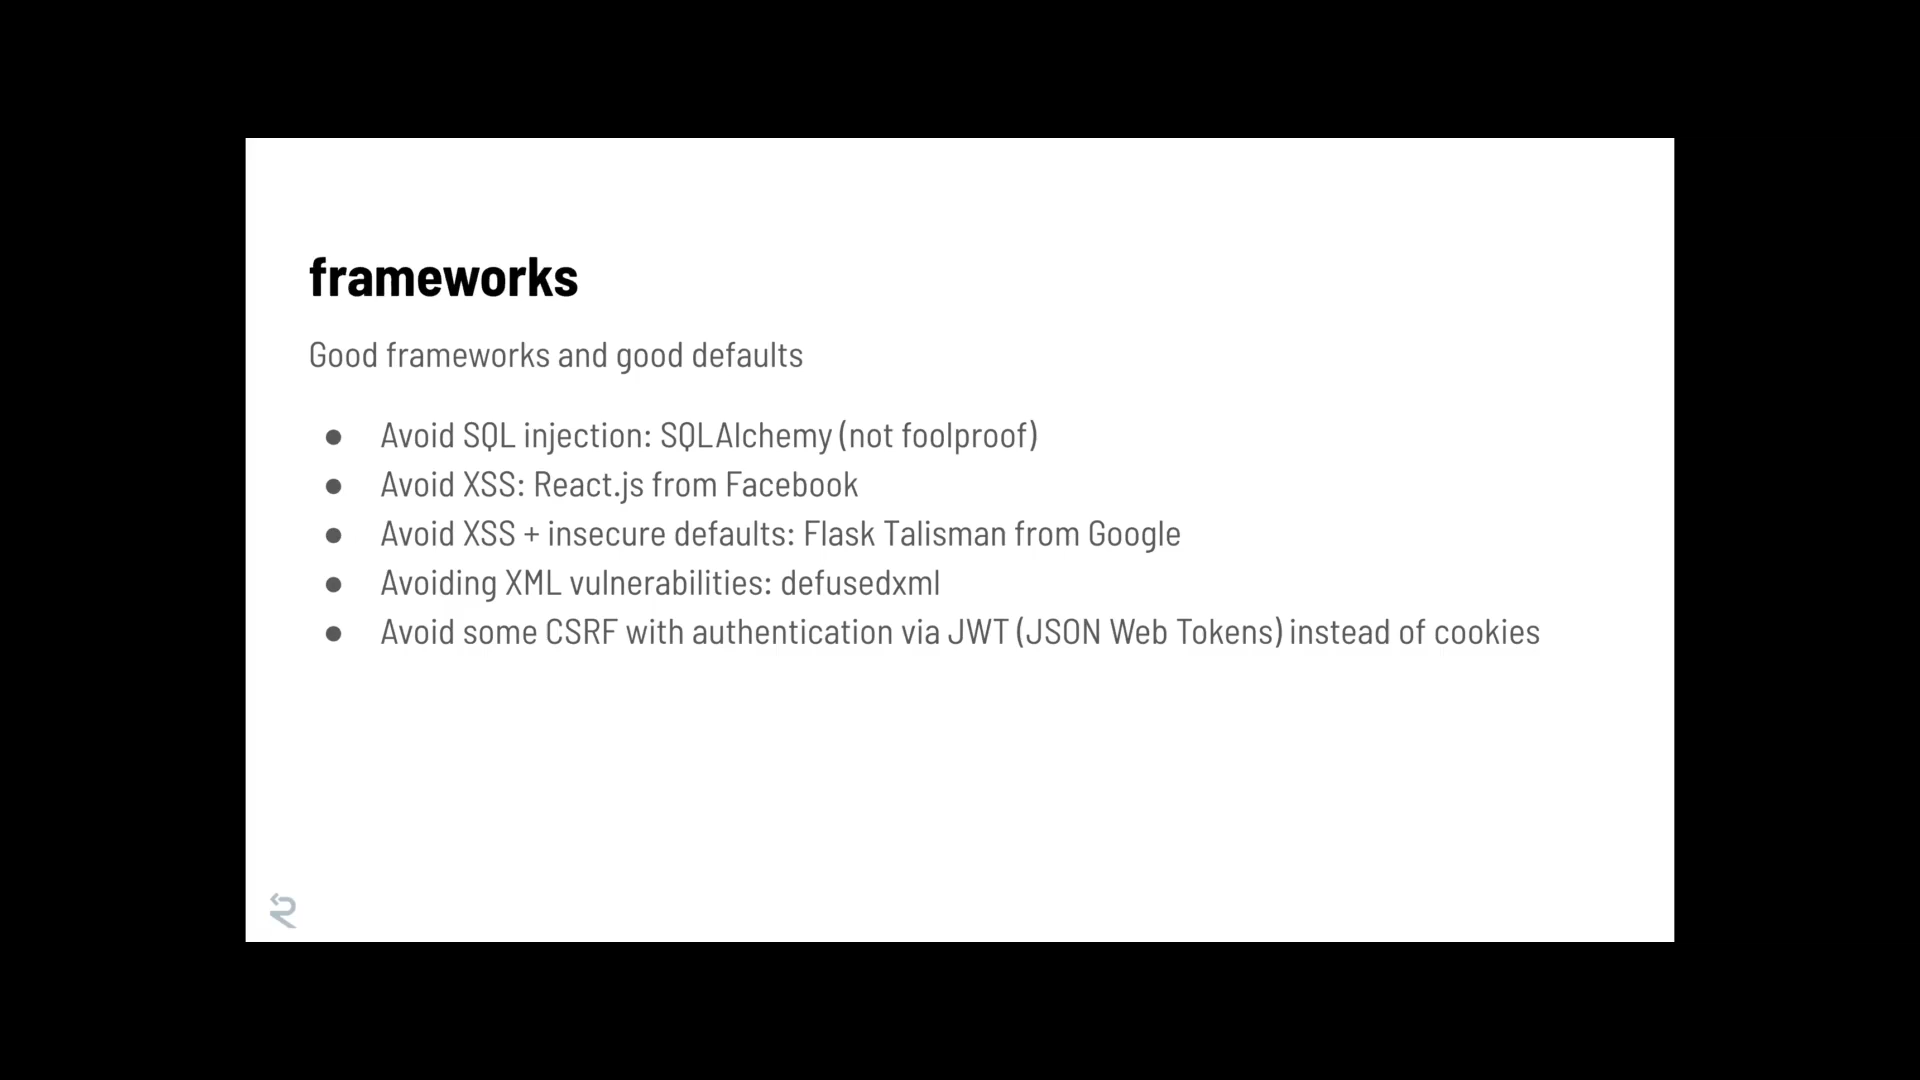 frameworks
Good frameworks and good defaults
● Avoid SQL injection: SQLAlchemy (not foolproof)
● Avoid XSS: React.js from Facebook
● Avoid XSS + insecure defaults: Flask Talisman from Google
● Avoiding XML vulnerabilities: defusedxml
● Avoid some CSRF with authentication via JWT (JSON Web Tokens) instead of cookies